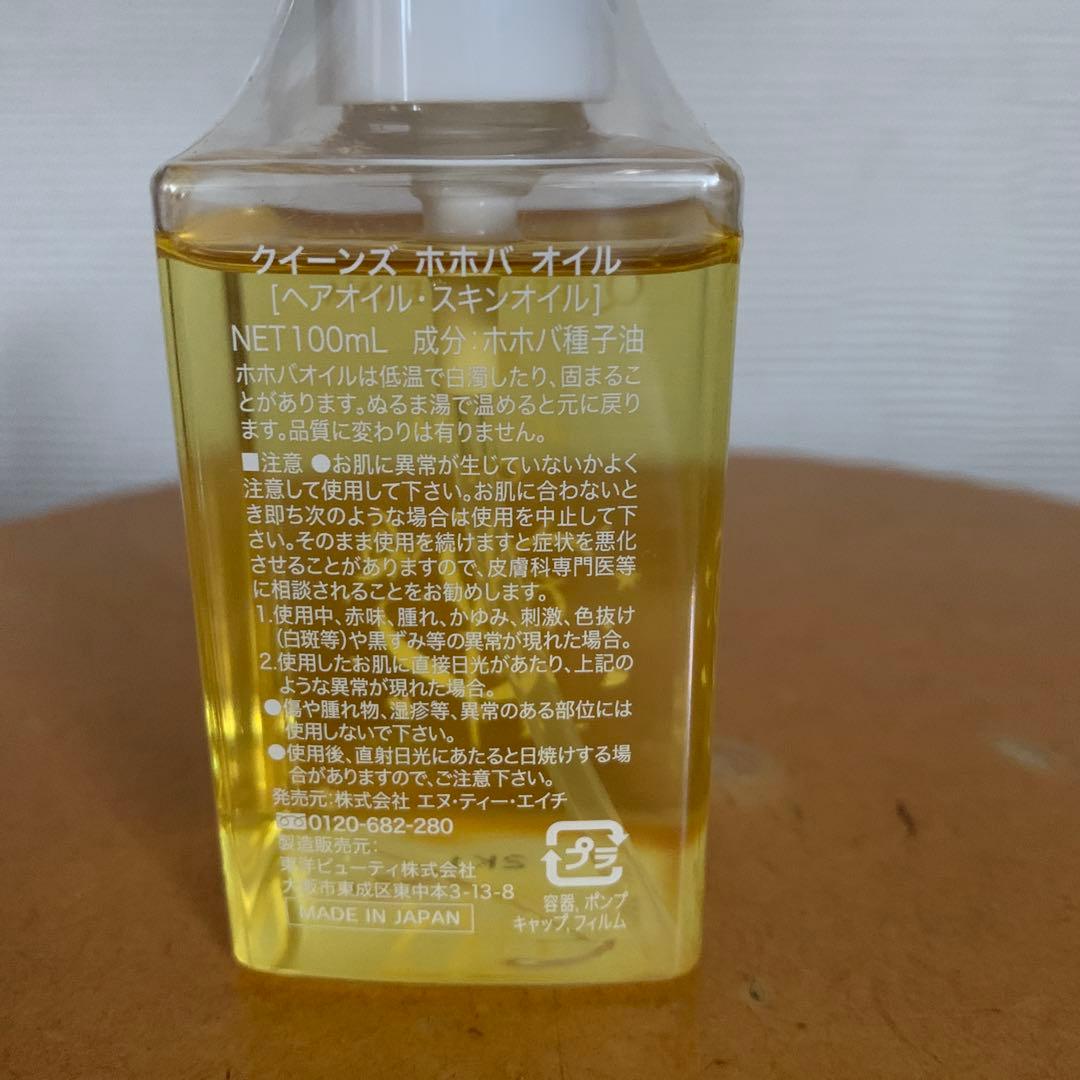 クイーンズ ホホバ オイル
[ヘアオイル・スキンオイル]
NET100mL 成分:ホホバ種子油
ホホバオイルは低温で白濁したり、固まるこ
とがあります。ぬるま湯で温めると元に戻り
ます。品質に変わりは有りません。
■注意 ●お肌に異常が生じていないかよく
注意して使用して下さい。お肌に合わないと
き即ち次のような場合は使用を中止して下
さい。そのまま使用を続けますと症状を悪化
させることがありますので、皮膚科専門医等
に相談されることをお勧めします。
1.使用中、赤味、腫れ、かゆみ、刺激、色抜け
(白斑等)や黒ずみ等の異常が現れた場合。
2.使用したお肌に直接日光があたり、上記の
ような異常が現れた場合。
●傷や腫れ物、湿疹等、異常のある部位には
使用しないで下さい。
●使用後、直射日光にあたると日焼けする場
合がありますので、ご注意下さい。
発売元:株式会社 エヌ・ティー・エイチ
0120-682-280
製造販売元:
東洋ビューティ株式会社
大阪市東成区東中本3-13-8
MADE IN JAPAN
プラ
容器、ポンプ
キャップ、フィルム